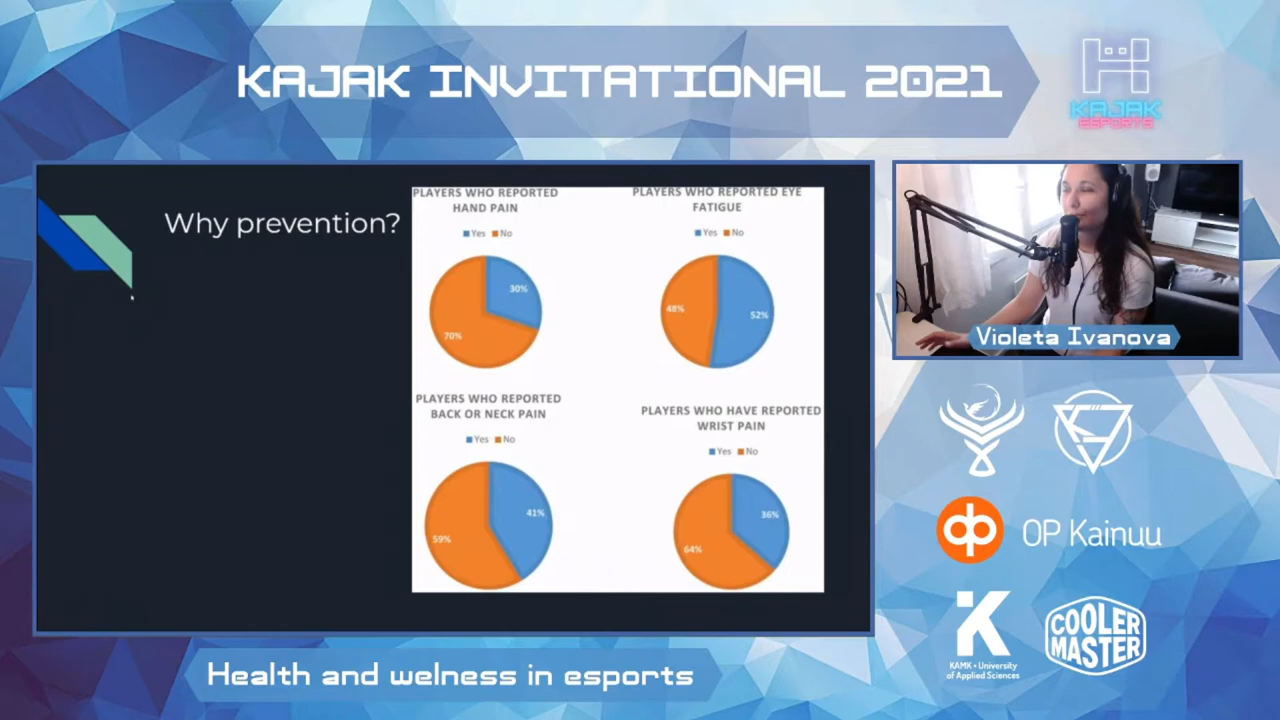 KAJAK INVITATIONAL 2021
KAJAK
ESPORTS
Why prevention?
PLAYERS WHO REPORTED
HAND PAIN
Yes No
30%
70%
PLAYERS WHO REPORTED EYE
FATIGUE
Yes No
48%
52%
PLAYERS WHO REPORTED
BACK OR NECK PAIN
Yes No
41%
59%
PLAYERS WHO HAVE REPORTED
WRIST PAIN
Yes No
36%
64%
Violeta Ivanova
OP Kainuu
KAMK • University
of Applied Sciences
COOLER
MASTER
Health and welness in esports